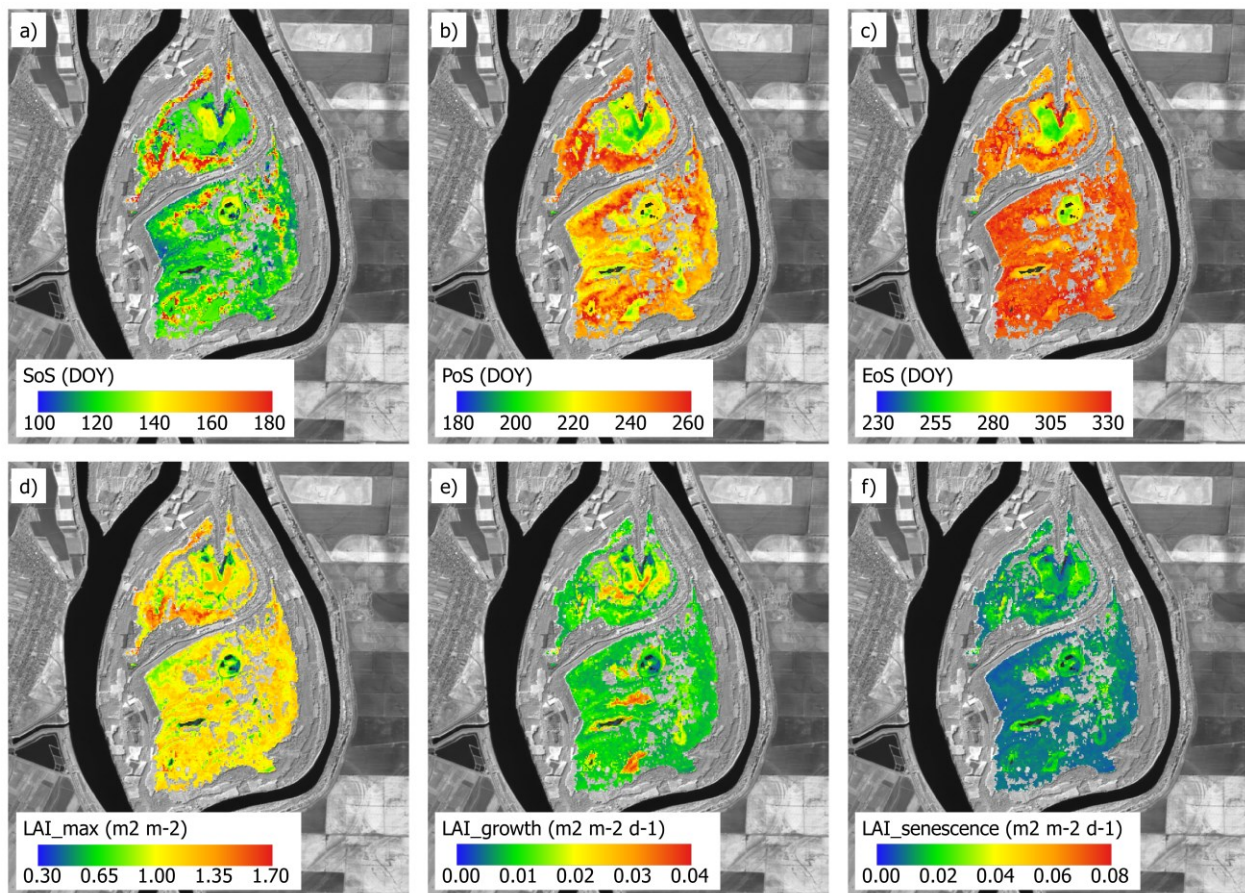 a)
b)
c)
SoS (DOY)
100 120 140 160 180
PoS (DOY)
180 200 220 240 260
EoS (DOY)
230 255 280 305 330
d)
e)
f)
LAI_max (m2 m-2)
0.30 0.65 1.00 1.35 1.70
LAI_growth (m2 m-2 d-1)
0.00 0.01 0.02 0.03 0.04
LAI_senescence (m2 m-2 d-1)
0.00 0.02 0.04 0.06 0.08